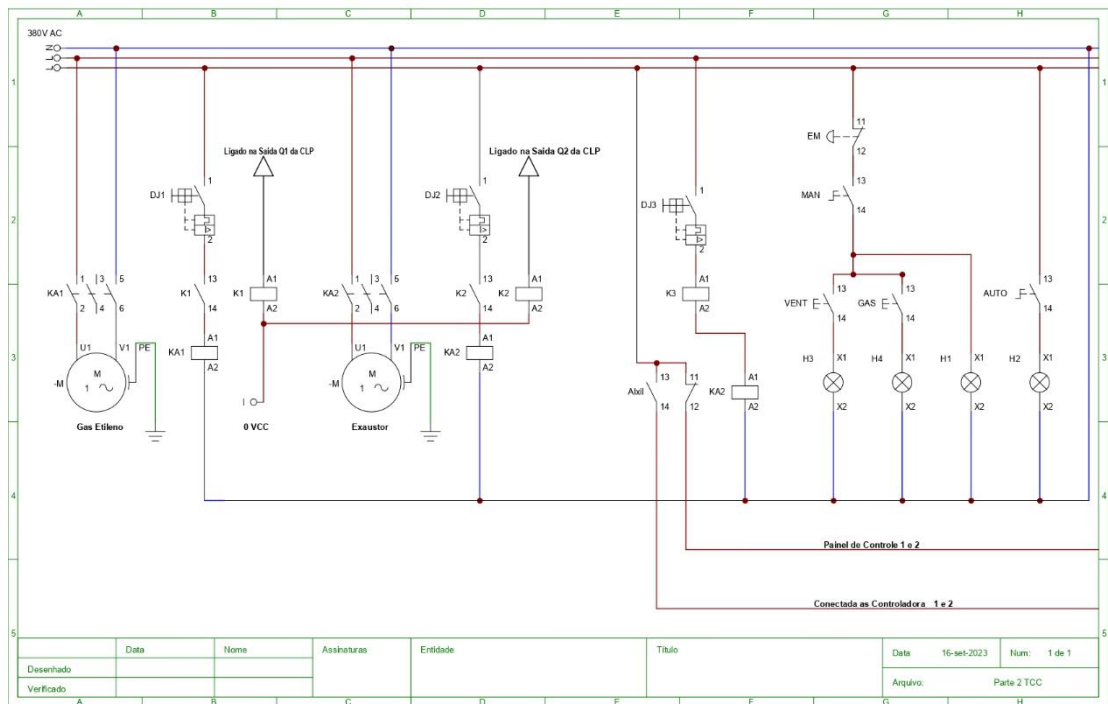 A B C D E F G H
380V AC
N
L
L
1 1
11
EM
12
Ligado na Saida Q1 da CLP
Ligado na Saida Q2 da CLP
1
DJ1
2
1
DJ2
2
1
DJ3
2
13
MAN
14
2 2
1 3 5
KA1
2 4 6
13
K1
14
A1
K1
A2
1 3 5
KA2
2 4 6
13
K2
14
A1
K2
A2
A1
K3
A2
13
VENT
14
13
GAS
14
13
AUTO
14
3 3
U1 V1 PE
-M
M
1
Gas Etileno
A1
KA1
A2
0 VCC
U1 V1 PE
-M
M
1
Exaustor
A1
KA2
A2
13
14
11
12
A1
KA2
A2
H3 X1
X2
H4 X1
X2
H1 X1
X2
H2 X1
X2
4 4
Painel de Controle 1 e 2
Conectada as Controladora 1 e 2
5 5
Data Nome Assinaturas Entidade Título
Data 16-set-2023 Num: 1 de 1
Desenhado
Verificado
Arquivo: Parte 2 TCC
A B C D E F G H